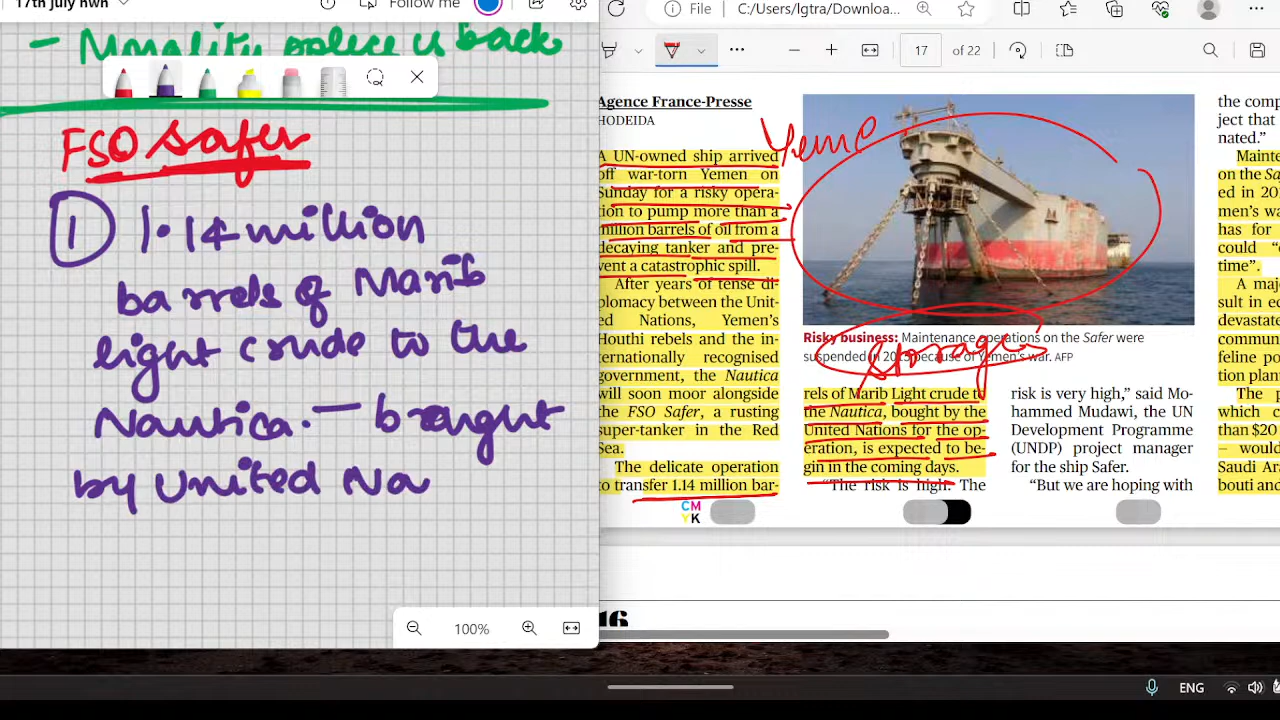 17th july nwh
Follow me
- Morality police is back
FSO safer
1 1.14 million
barrels of Marib
light crude to the
Nautica. - brought
by United Na
100%
File
C:/Users/lgtra/Downloa...
17 of 22
Agence France-Presse
HODEIDA
A UN-owned ship arrived
off war-torn Yemen on
Sunday for a risky opera-
tion to pump more than a
million barrels of oil from a
decaying tanker and pre-
vent a catastrophic spill.
After years of tense di-
plomacy between the Unit-
ed Nations, Yemen's
Houthi rebels and the in-
ternationally recognised
government, the Nautica
will soon moor alongside
the FSO Safer, a rusting
super-tanker in the Red
Sea.
The delicate operation
to transfer 1.14 million bar-
CM
YK
Risky business: Maintenance operations on the Safer were
suspended in 2015 because of Yemen's war. AFP
rels of Marib Light crude to
the Nautica, bought by the
United Nations for the op-
eration, is expected to be-
gin in the coming days.
"The risk is high. The
risk is very high," said Mo-
hammed Mudawi, the UN
Development Programme
(UNDP) project manager
for the ship Safer.
"But we are hoping with
the comp
ject that
nated."
Mainte
on the Sa
ed in 20
men's wa
has for
could "e
time".
A majo
sult in ec
devastate
commun
feline po
tion plan
The p
which c
than $20
– would
Saudi Ara
bouti and
16
ENG